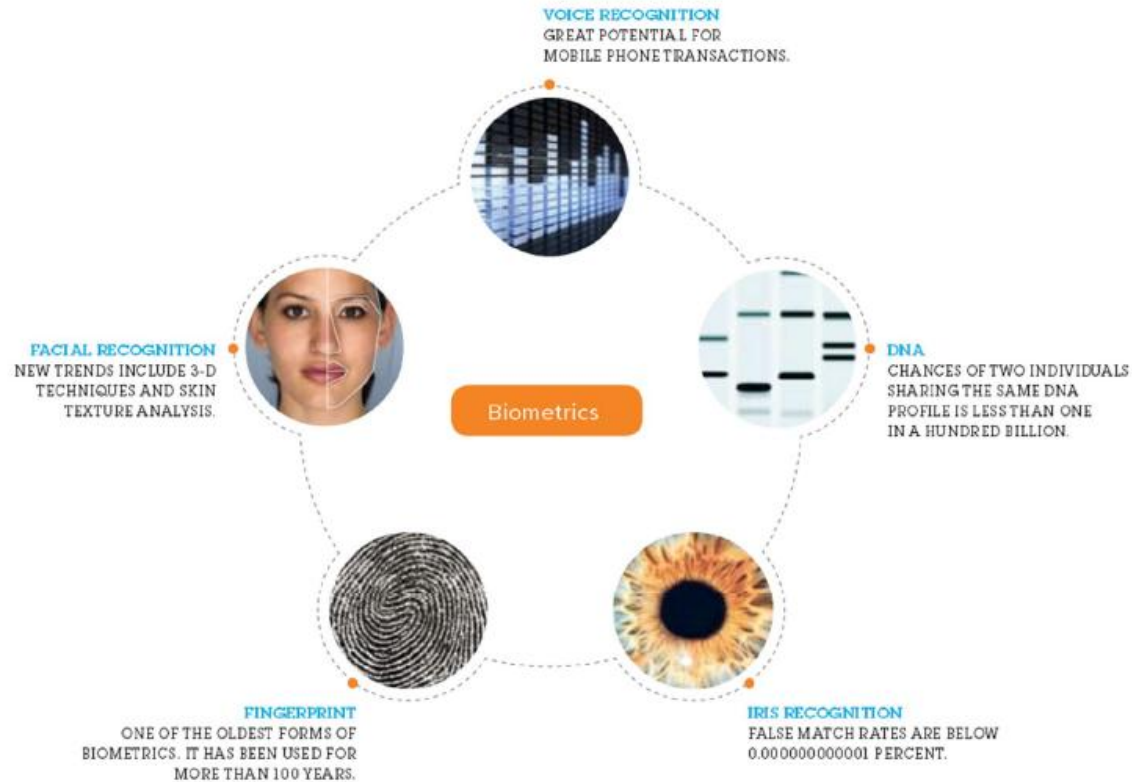 VOICE RECOGNITION
GREAT POTENTIAL FOR
MOBILE PHONE TRANSACTIONS.
FACIAL RECOGNITION
NEW TRENDS INCLUDE 3-D
TECHNIQUES AND SKIN
TEXTURE ANALYSIS.
Biometrics
DNA
CHANCES OF TWO INDIVIDUALS
SHARING THE SAME DNA
PROFILE IS LESS THAN ONE
IN A HUNDRED BILLION.
FINGERPRINT
ONE OF THE OLDEST FORMS OF
BIOMETRICS. IT HAS BEEN USED FOR
MORE THAN 100 YEARS.
IRIS RECOGNITION
FALSE MATCH RATES ARE BELOW
0.000000000001 PERCENT.